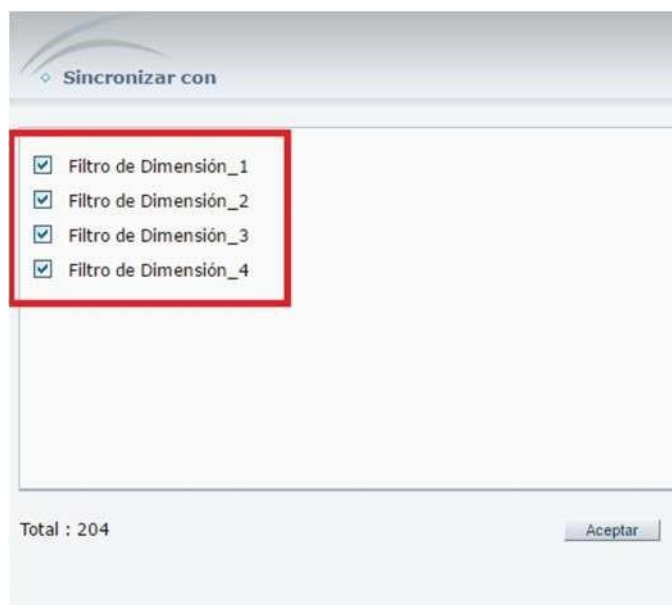 Sincronizar con
Filtro de Dimensión_1
Filtro de Dimensión_2
Filtro de Dimensión_3
Filtro de Dimensión_4
Total : 204
Aceptar